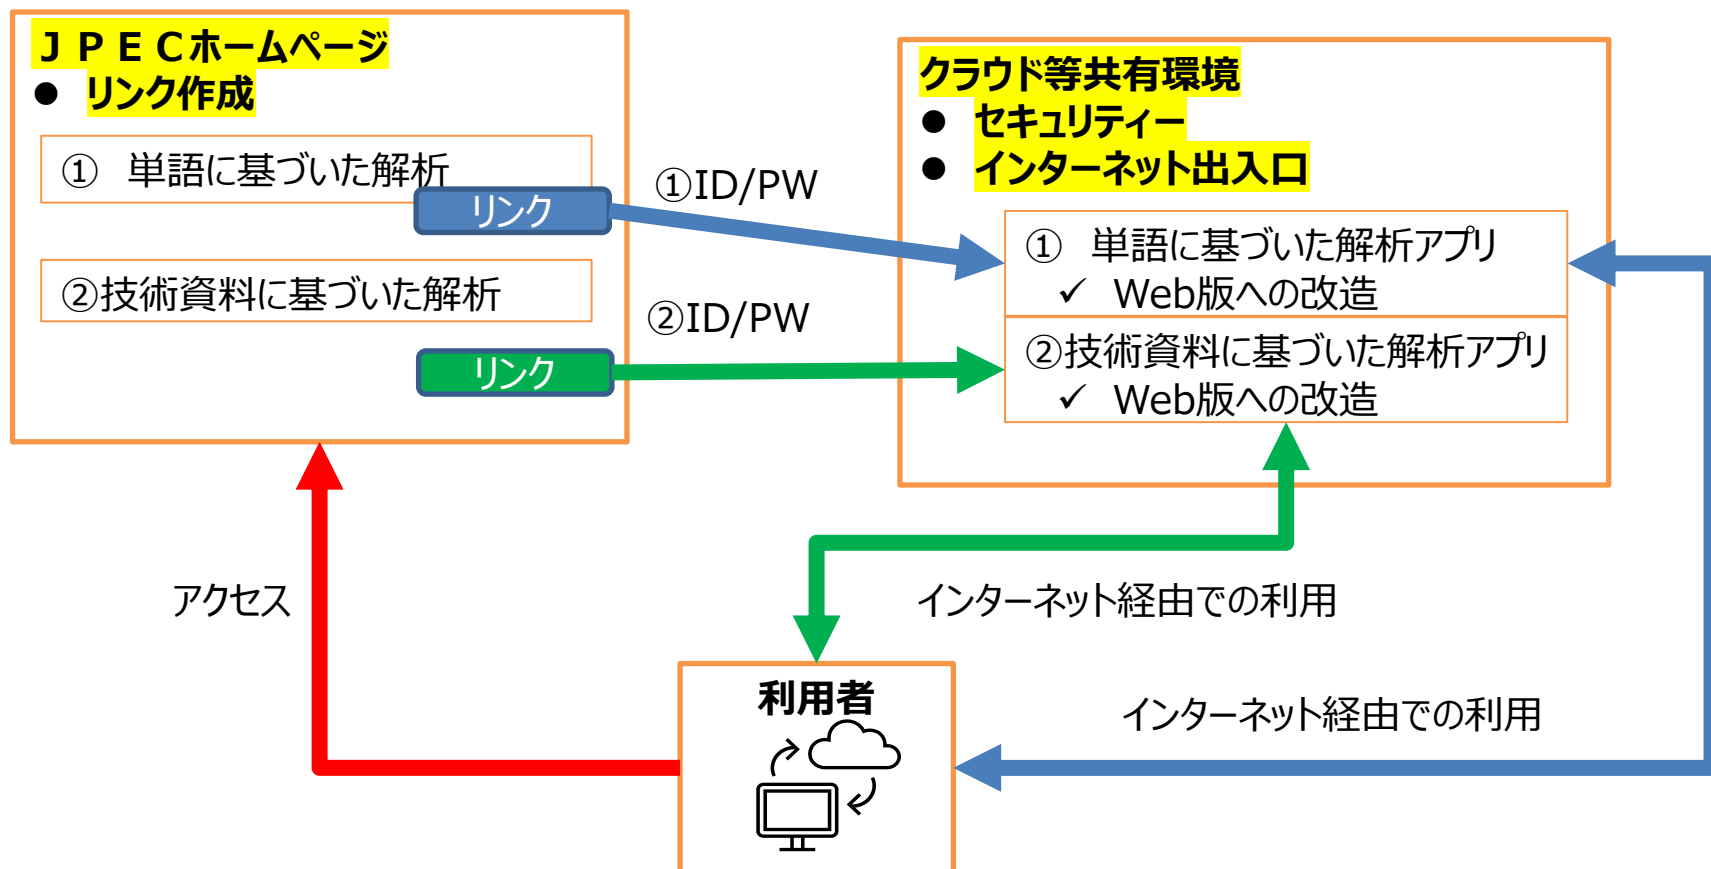 ＪＰＥＣホームページ
● リンク作成
① 単語に基づいた解析
リンク
②技術資料に基づいた解析
リンク
①ID/PW
②ID/PW
クラウド等共有環境
● セキュリティー
● インターネット出入口
① 単語に基づいた解析アプリ
✓ Web版への改造
②技術資料に基づいた解析アプリ
✓ Web版への改造
アクセス
インターネット経由での利用
利用者
インターネット経由での利用